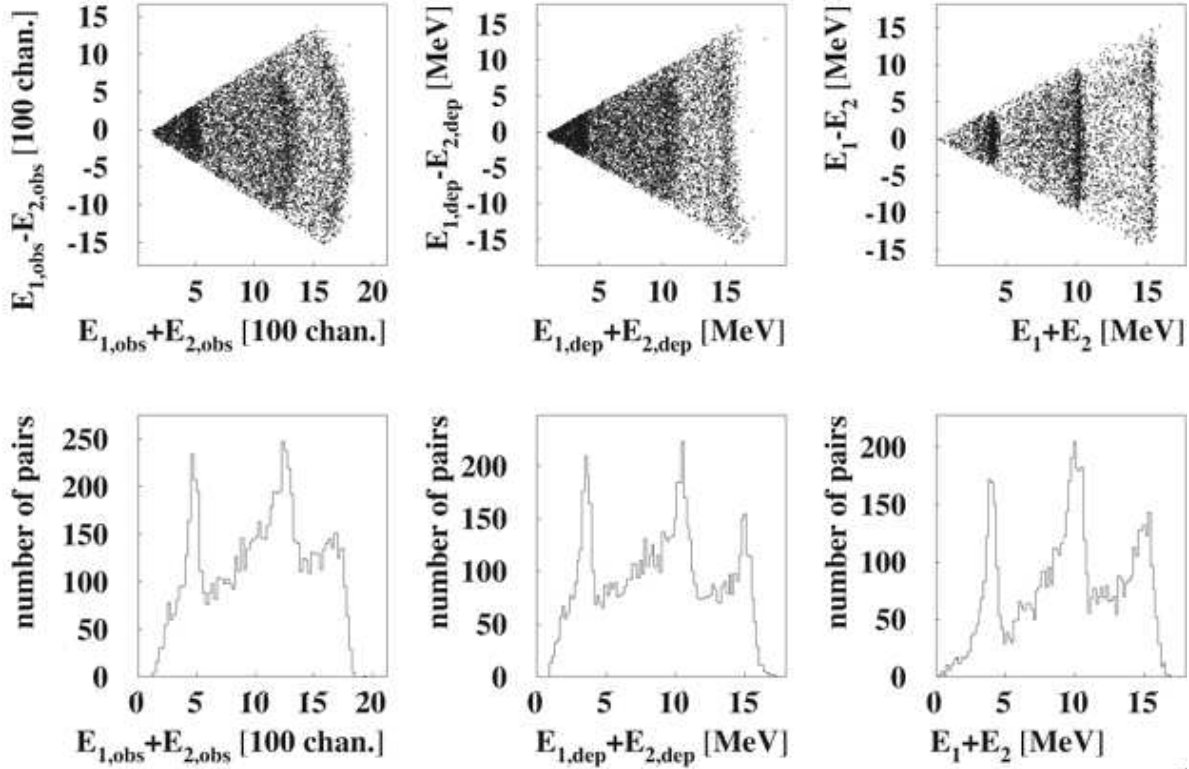 15
10
5
0
-5
-10
-15
E1,obs-E2,obs [100 chan.]
5 10 15 20
E1,obs+E2,obs [100 chan.]
15
10
5
0
-5
-10
-15
E1,dep-E2,dep [MeV]
5 10 15
E1,dep+E2,dep [MeV]
15
10
5
0
-5
-10
-15
E1-E2 [MeV]
5 10 15
E1+E2 [MeV]
number of pairs
250
200
150
100
50
0
0 5 10 15 20
E1,obs+E2,obs [100 chan.]
number of pairs
200
150
100
50
0
0 5 10 15
E1,dep+E2,dep [MeV]
number of pairs
200
150
100
50
0
0 5 10 15
E1+E2 [MeV]